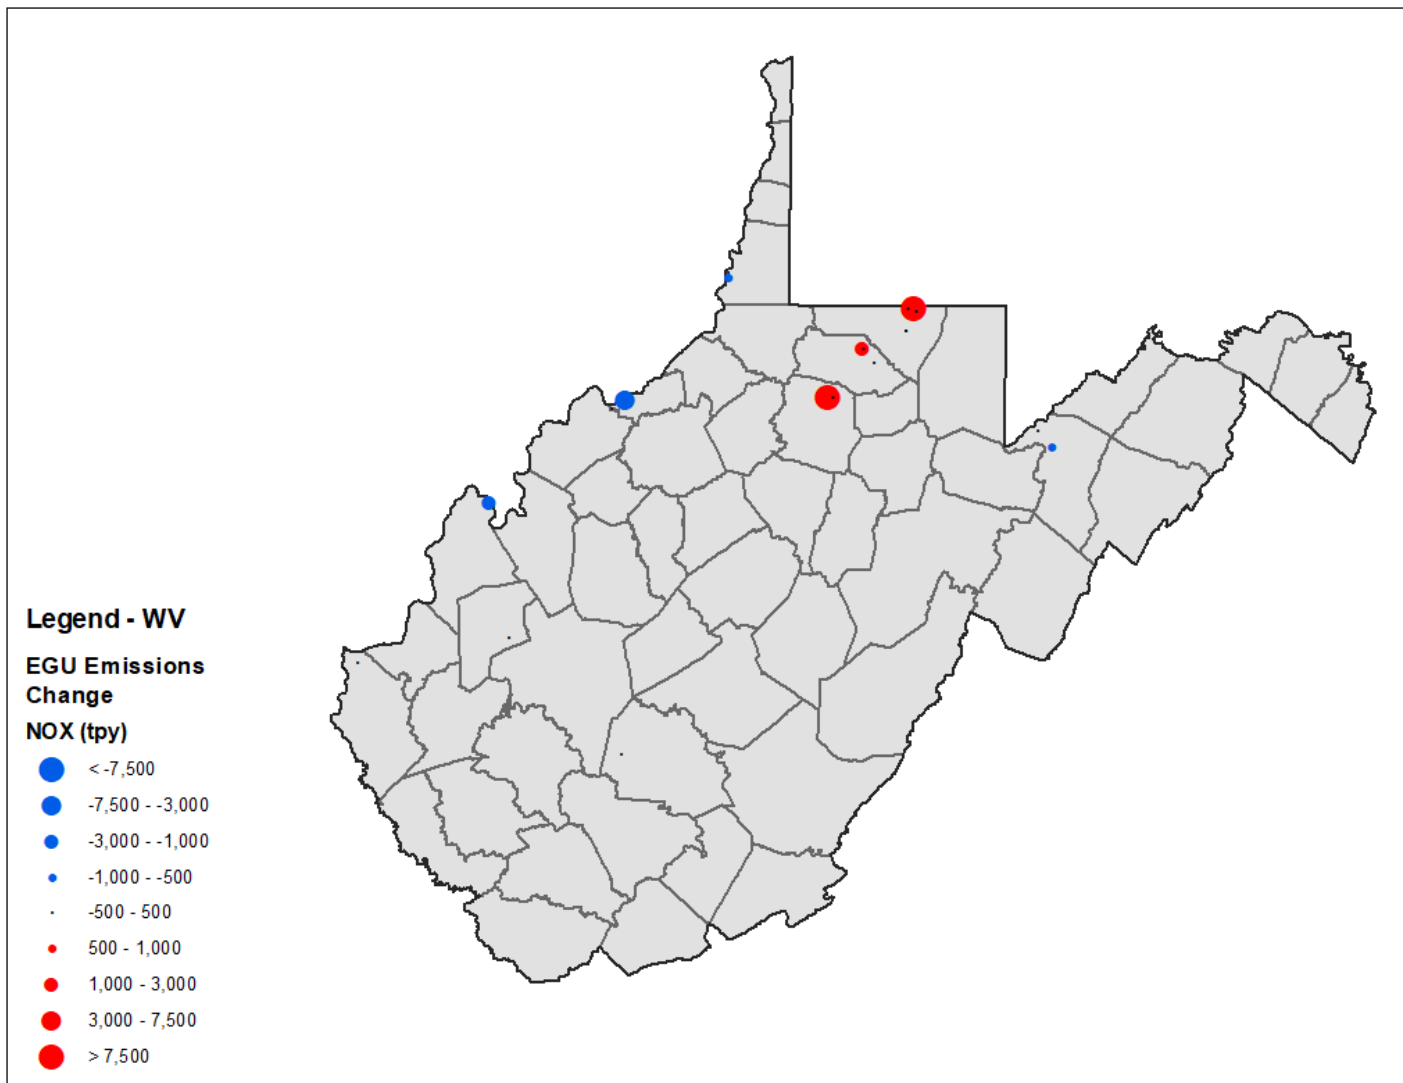 Legend - WV
EGU Emissions
Change
NOX (tpy)
< -7,500
-7,500 - -3,000
-3,000 - -1,000
-1,000 - -500
-500 - 500
500 - 1,000
1,000 - 3,000
3,000 - 7,500
> 7,500